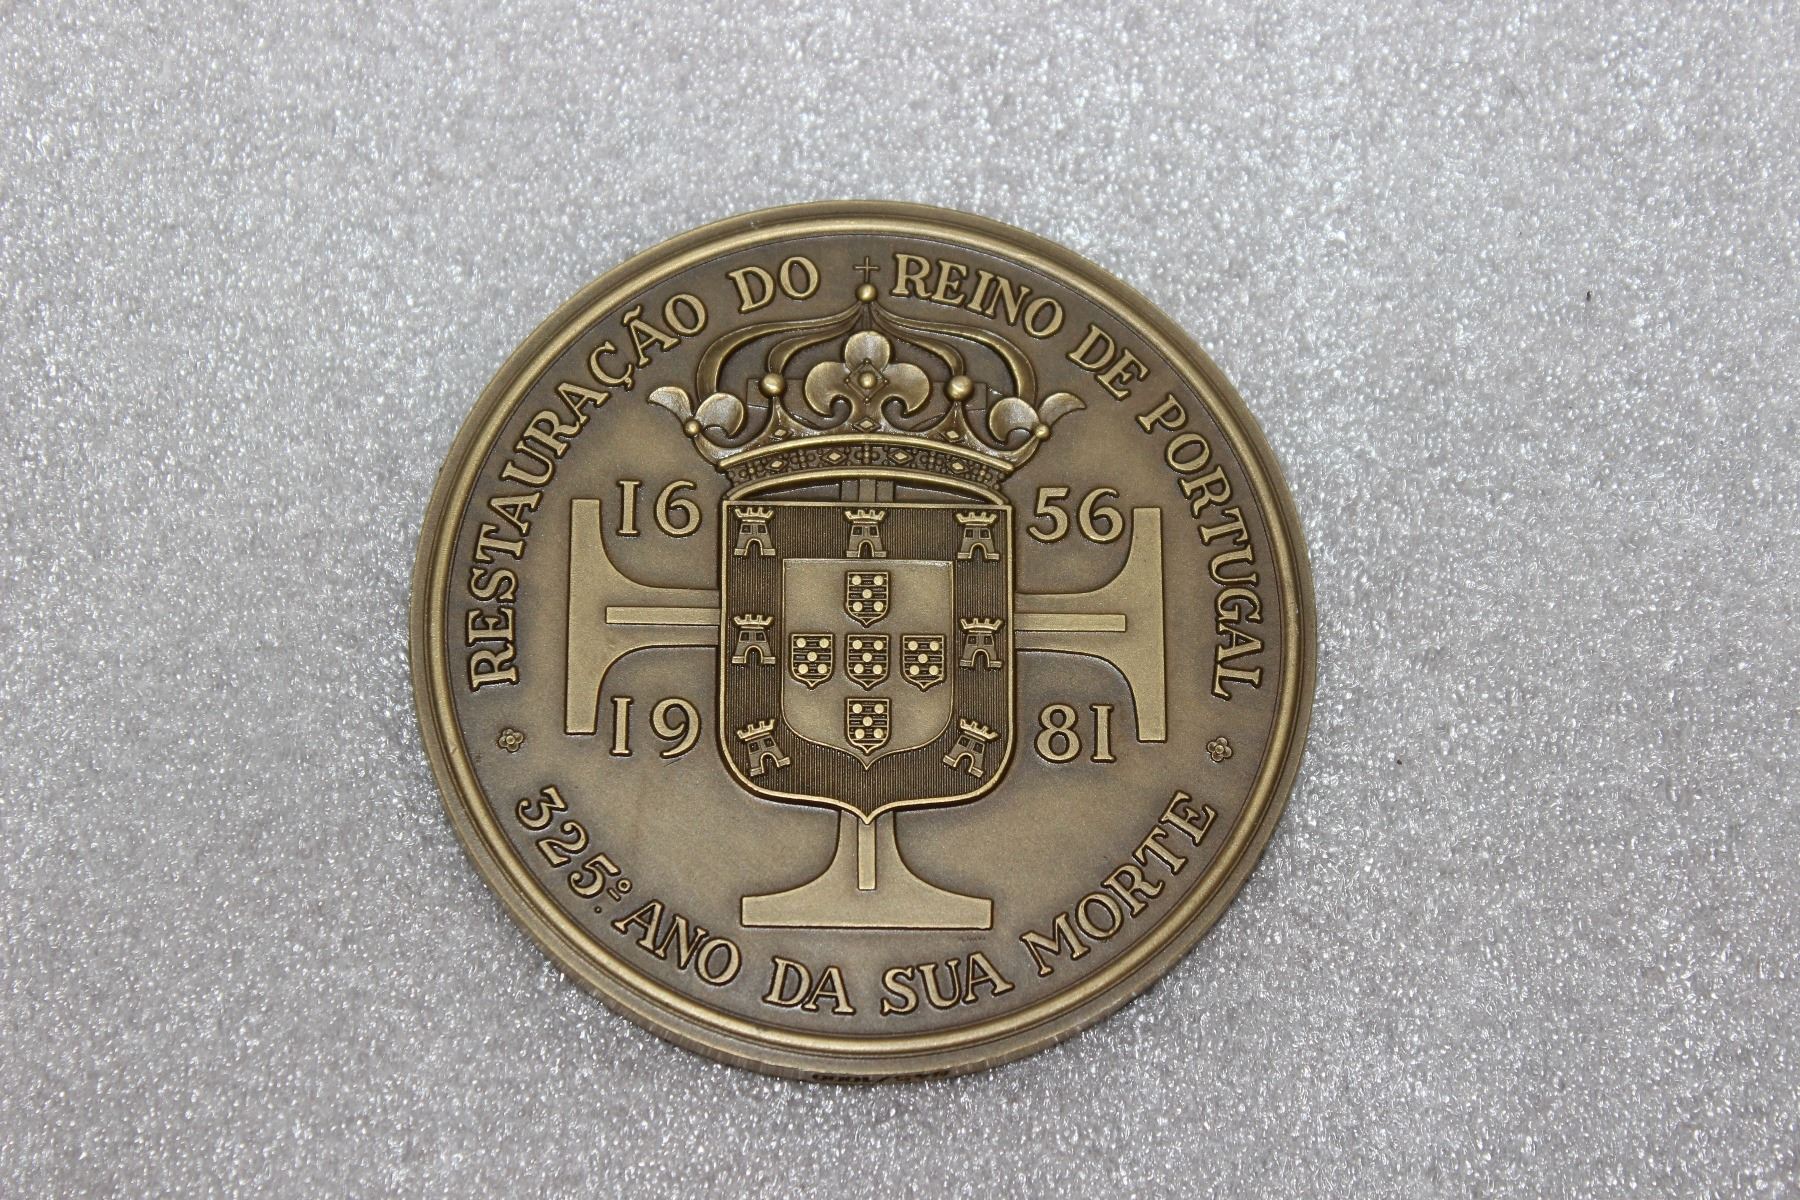 RESTAURAÇÃO DO REINO DE PORTUGAL
16 56
19 81
325.º ANO DA SUA MORTE